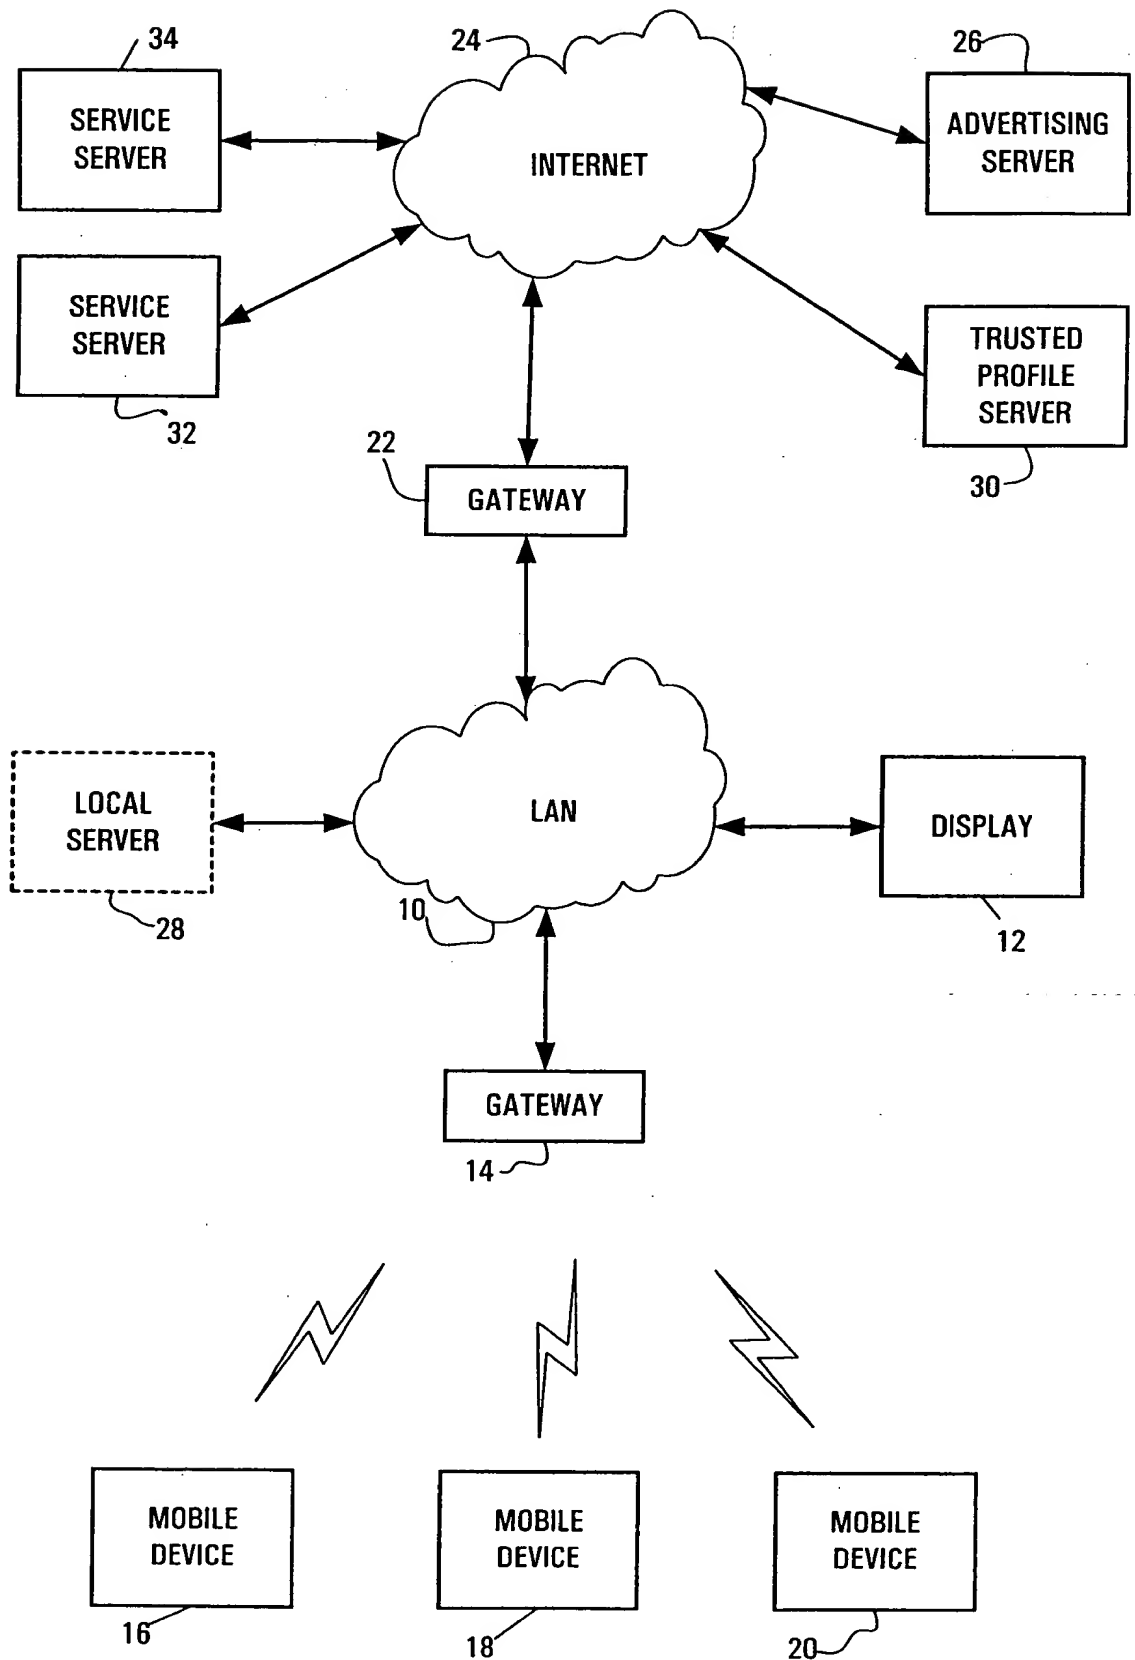 34
SERVICE
SERVER
24
INTERNET
26
ADVERTISING
SERVER
SERVICE
SERVER
32
TRUSTED
PROFILE
SERVER
30
22
GATEWAY
LOCAL
SERVER
28
LAN
10
DISPLAY
12
GATEWAY
14
MOBILE
DEVICE
16
MOBILE
DEVICE
18
MOBILE
DEVICE
20